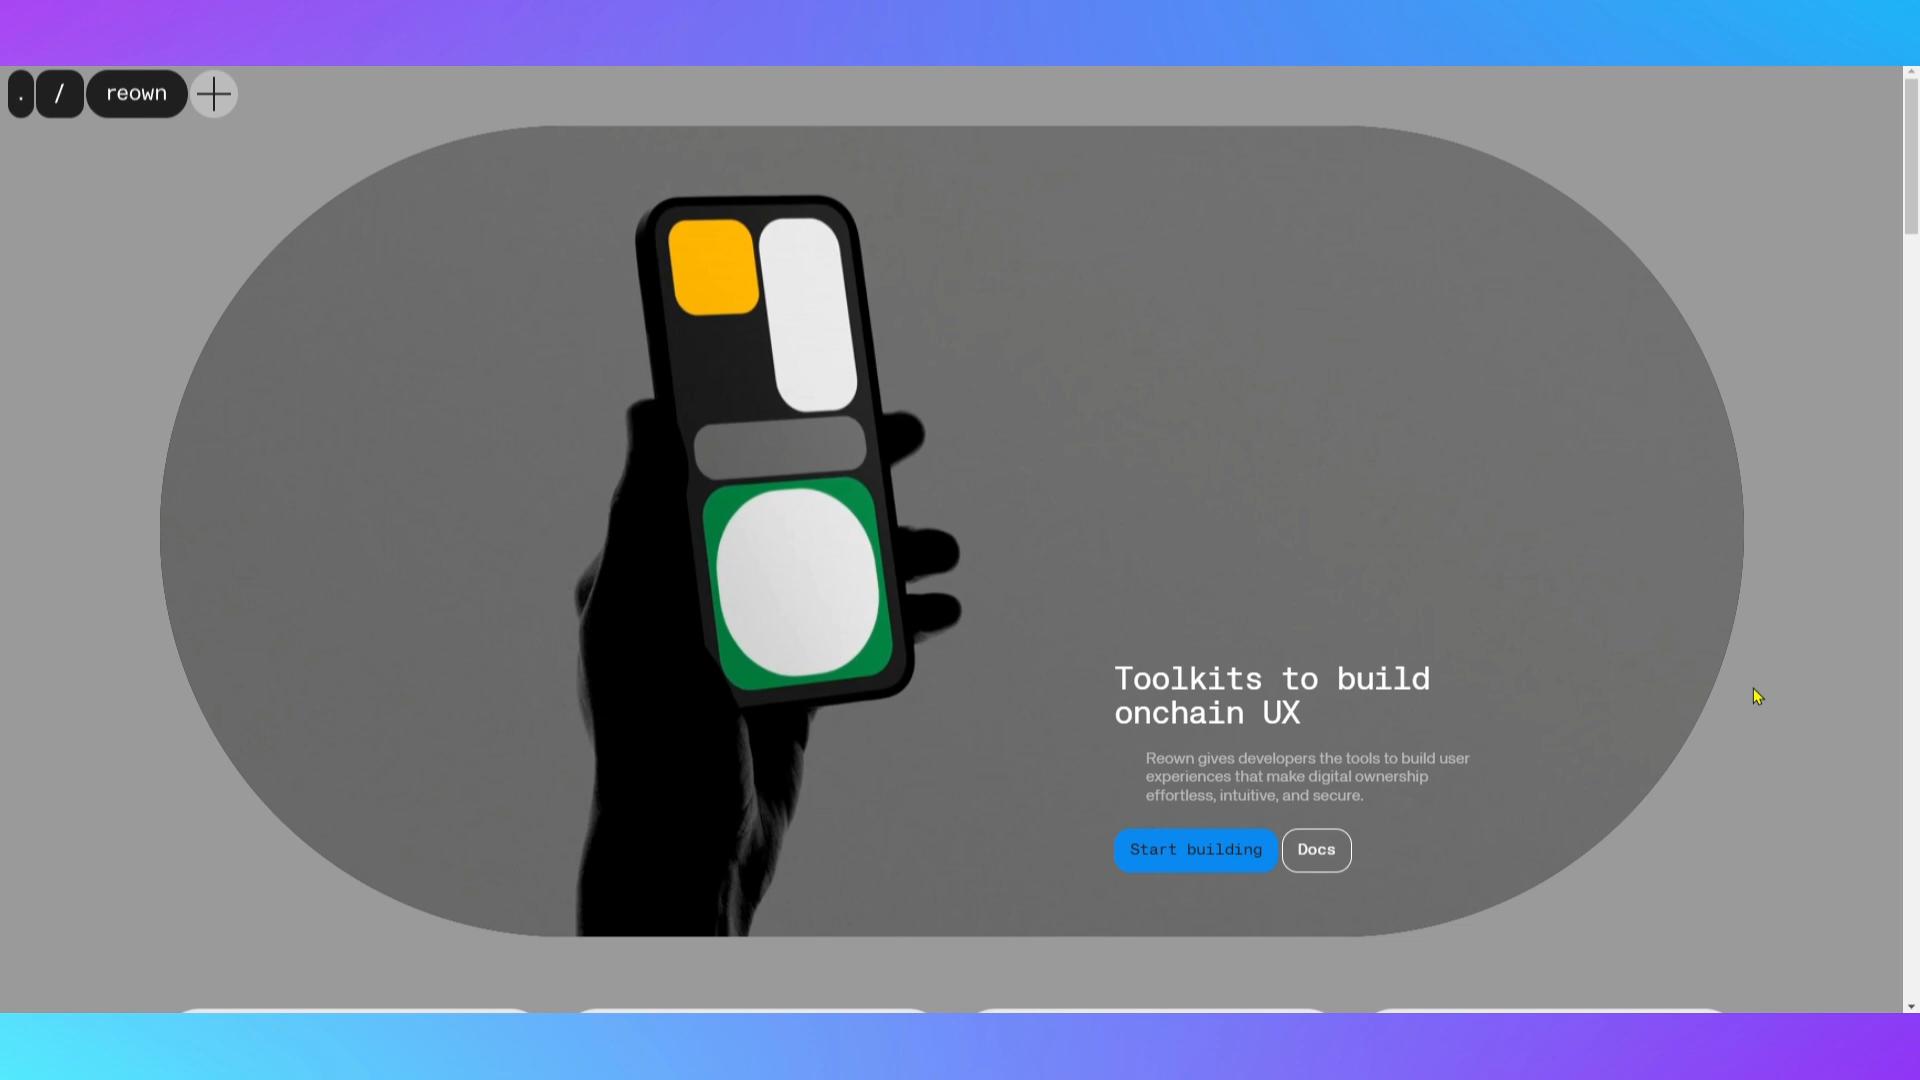 . / reown
Toolkits to build
onchain UX
Reown gives developers the tools to build user
experiences that make digital ownership
effortless, intuitive, and secure.
Start building Docs